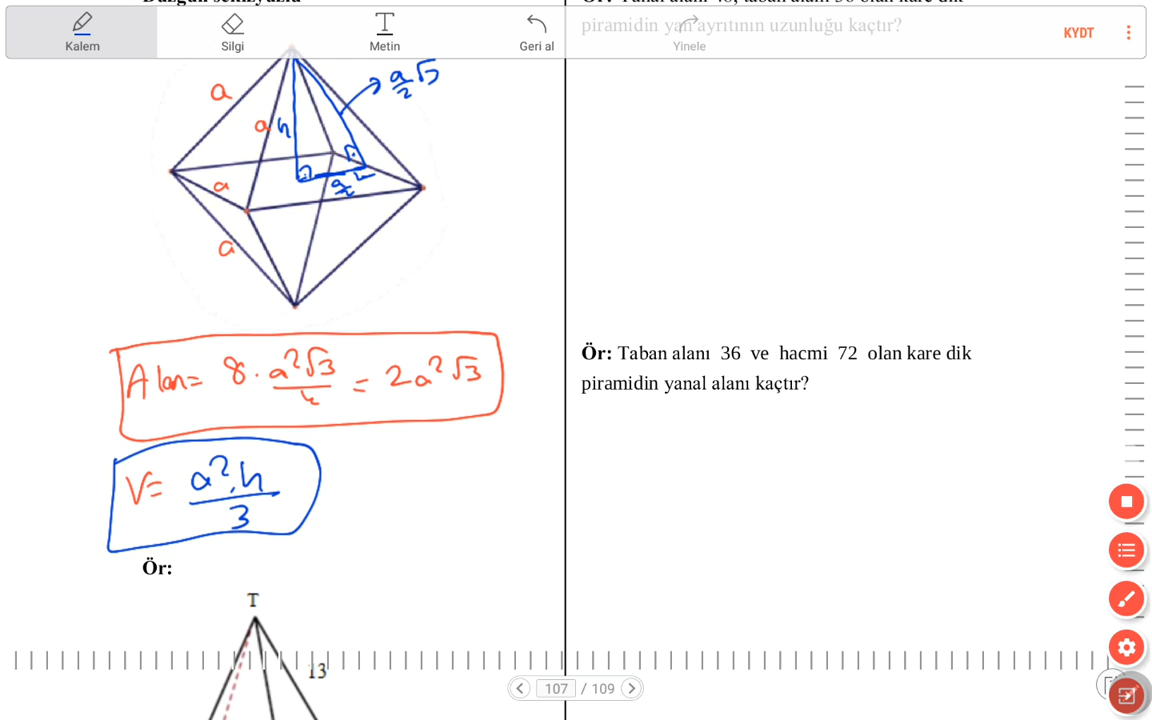 Kalem
Silgi
Metin
Geri al
Yinele
KYDT
Düzgün sekizyüzlü
a
a
h
a/2 √3
a
a/2
a
Alan= 8. a²√3/4 = 2a²√3
V= a².h/3
Ör:
T
13
piramidin yan ayrıtının uzunluğu kaçtır?
Ör: Taban alanı 36 ve hacmi 72 olan kare dik
piramidin yanal alanı kaçtır?
107 / 109